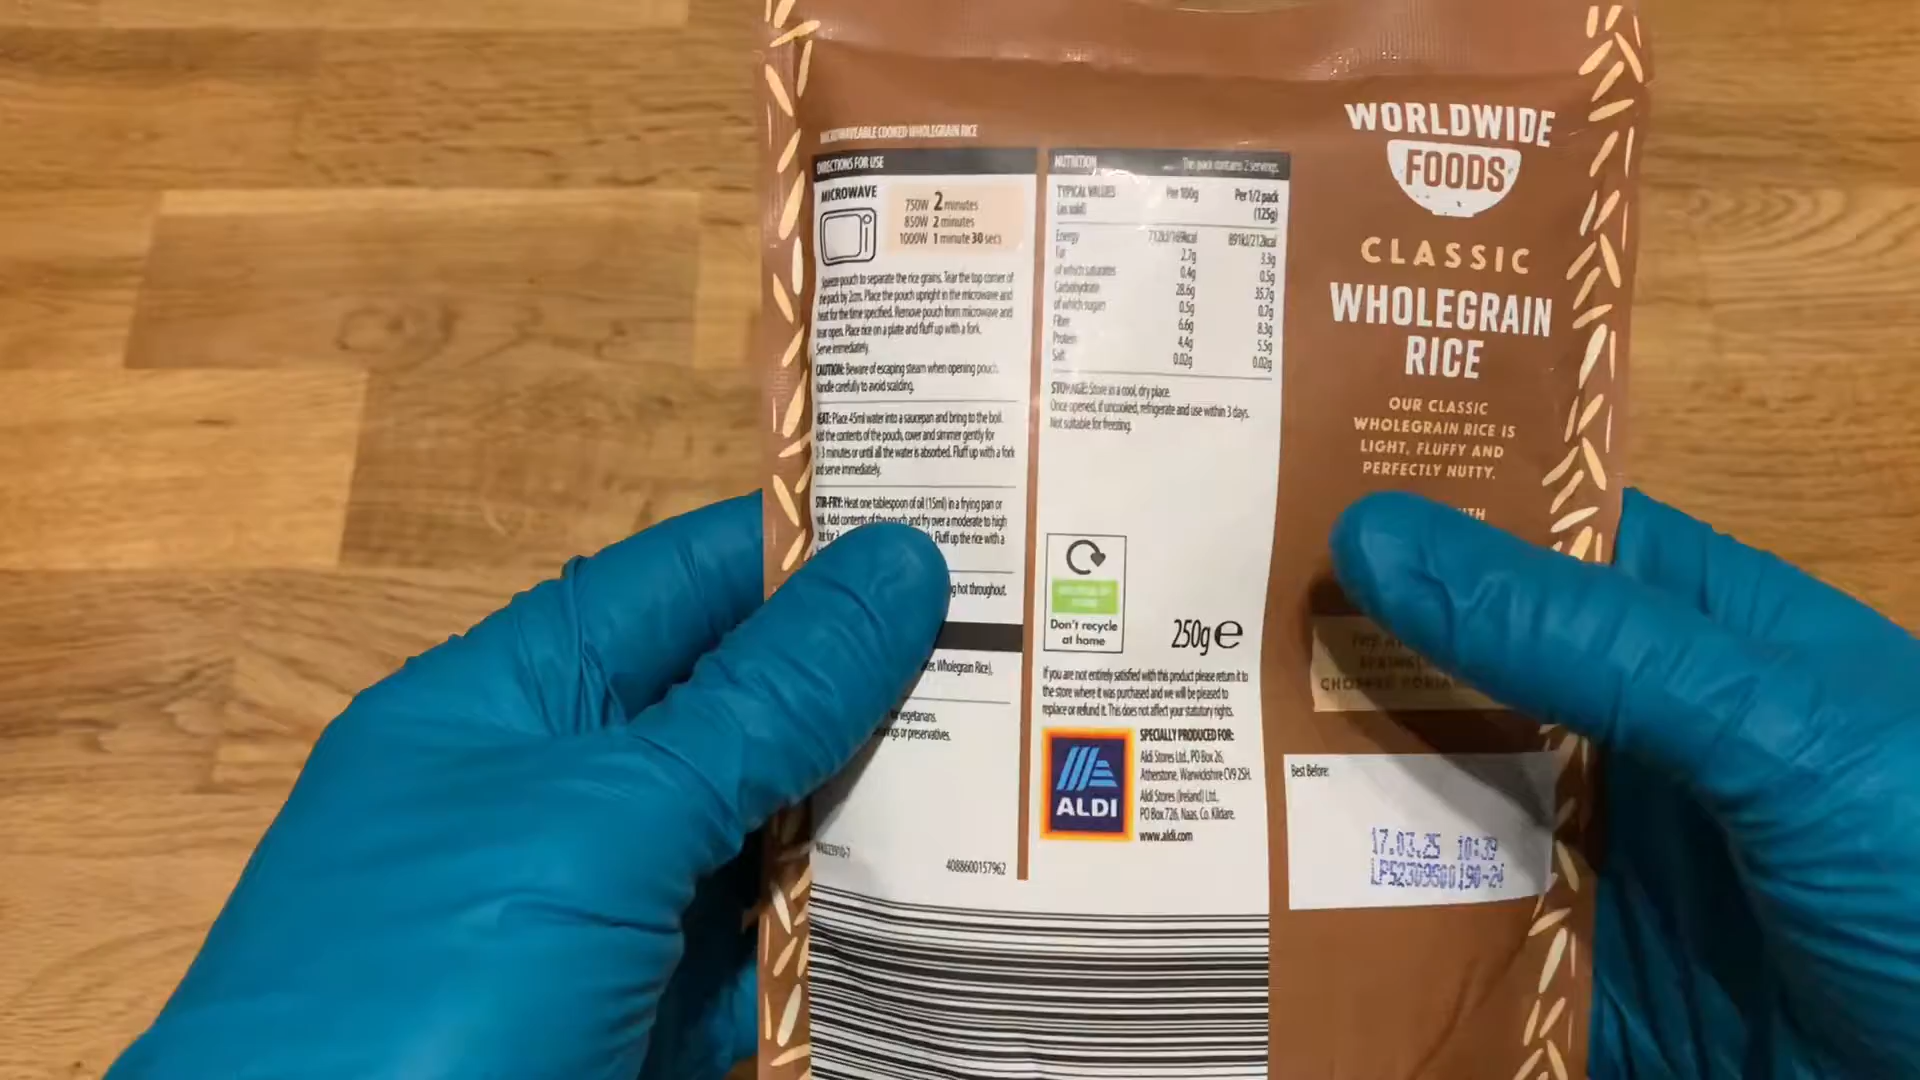 MICROWAVEABLE COOKED WHOLEGRAIN RICE
DIRECTIONS FOR USE
MICROWAVE
750W 2 minutes
850W 2 minutes
1000W 1 minute 30 secs
Squeeze pouch to separate the rice grains. Tear the top corner of
the pack by 2cm. Place the pouch upright in the microwave and
heat for the time specified. Remove pouch from microwave and
tear open. Place rice on a plate and fluff up with a fork.
Serve immediately.
CAUTION: Beware of escaping steam when opening pouch.
Handle carefully to avoid scalding.
HEAT: Place 45ml water into a saucepan and bring to the boil.
Add the contents of the pouch, cover and simmer gently for
2-3 minutes or until all the water is absorbed. Fluff up with a fork
and serve immediately.
STIR-FRY: Heat one tablespoon of oil (15ml) in a frying pan or
wok. Add contents of the pouch and fry over a moderate to high
Fluff up the rice with a
hot throughout.
Wholegrain Rice).
vegetarians.
or preservatives.
4088600157962
NUTRITION This pack contains 2 servings.
TYPICAL VALUES Per 100g Per 1/2 pack
(as sold) (125g)
Energy 712kJ/169kcal 891kJ/212kcal
Fat 2.7g 3.3g
of which saturates 0.4g 0.5g
Carbohydrate 28.6g 35.7g
of which sugars 0.5g 0.7g
Fibre 6.6g 8.3g
Protein 4.4g 5.5g
Salt 0.02g 0.02g
STORAGE: Store in a cool, dry place.
Once opened, if uncooked, refrigerate and use within 3 days.
Not suitable for freezing.
Don't recycle
at home
250g e
If you are not entirely satisfied with this product please return it to
the store where it was purchased and we will be pleased to
replace or refund it. This does not affect your statutory rights.
ALDI
SPECIALLY PRODUCED FOR:
Aldi Stores Ltd., PO Box 26,
Atherstone, Warwickshire CV9 2SH.
Aldi Stores (Ireland) Ltd.,
PO Box 726, Naas, Co. Kildare.
www.aldi.com
WORLDWIDE
FOODS
CLASSIC
WHOLEGRAIN
RICE
OUR CLASSIC
WHOLEGRAIN RICE IS
LIGHT, FLUFFY AND
PERFECTLY NUTTY.
Best Before:
17.03.25 10:39